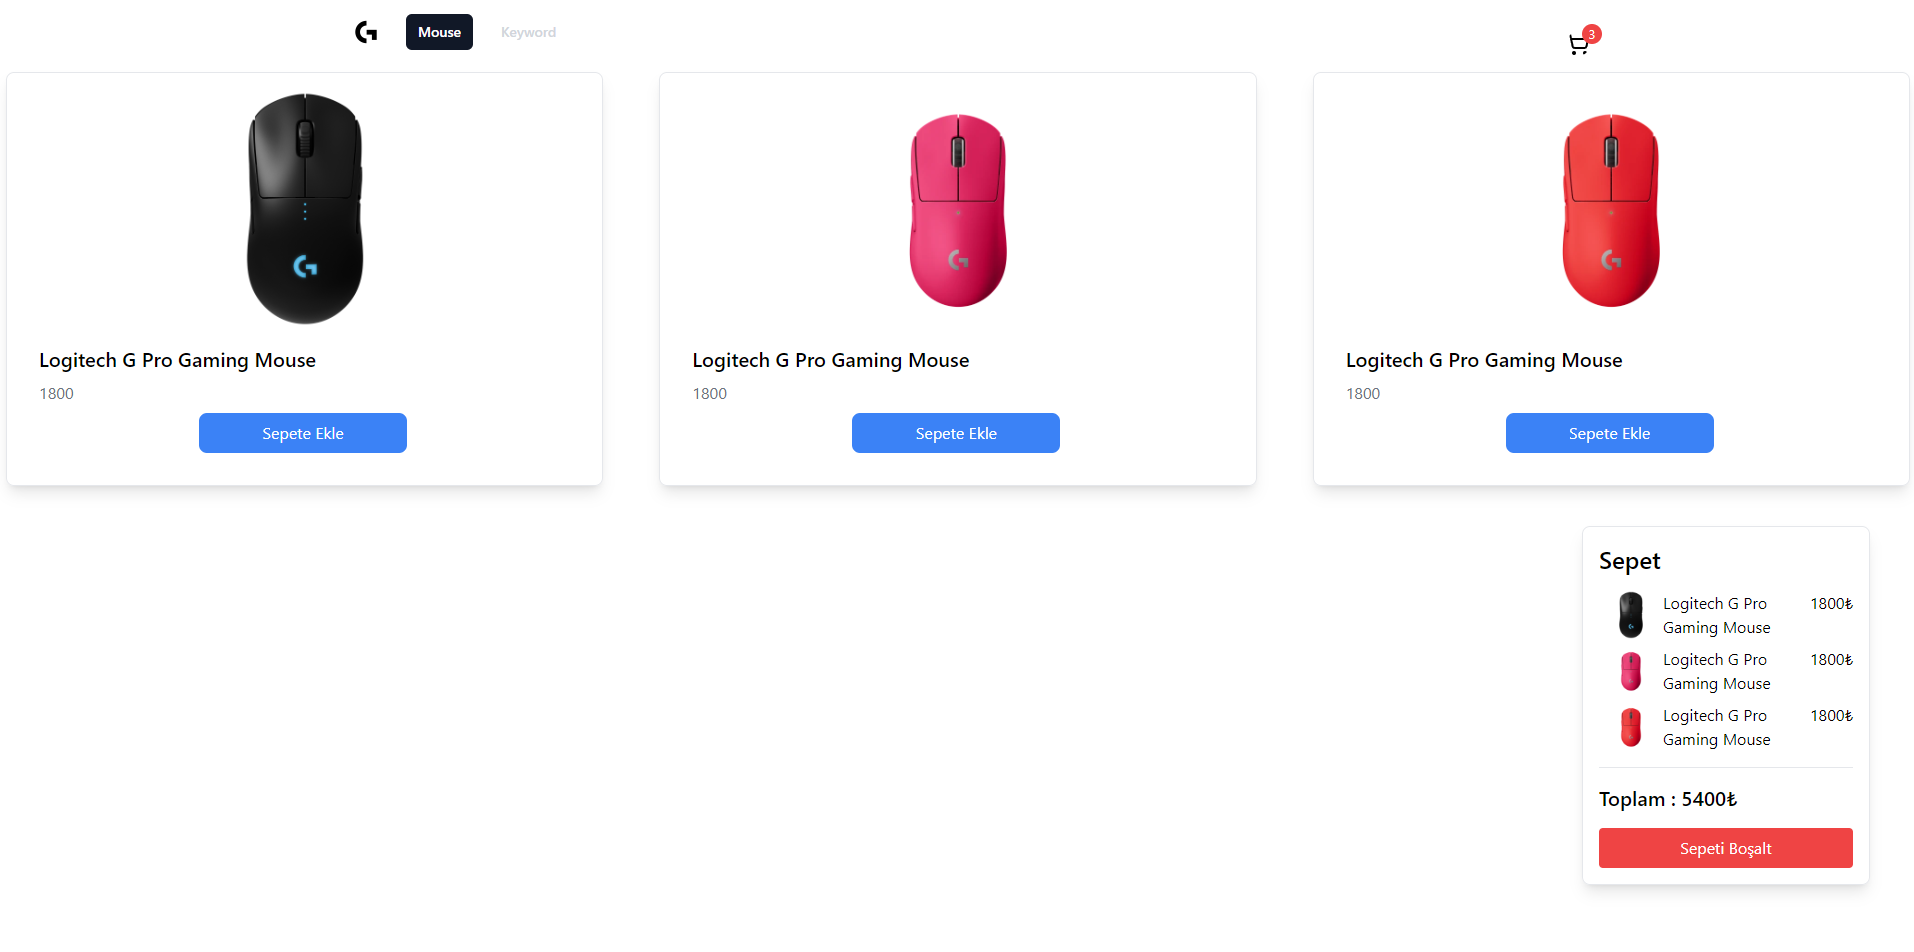 Mouse
Keyword
3
Logitech G Pro Gaming Mouse
1800
Sepete Ekle
Logitech G Pro Gaming Mouse
1800
Sepete Ekle
Logitech G Pro Gaming Mouse
1800
Sepete Ekle
Sepet
Logitech G Pro 1800₺
Gaming Mouse
Logitech G Pro 1800₺
Gaming Mouse
Logitech G Pro 1800₺
Gaming Mouse
Toplam : 5400₺
Sepeti Boşalt